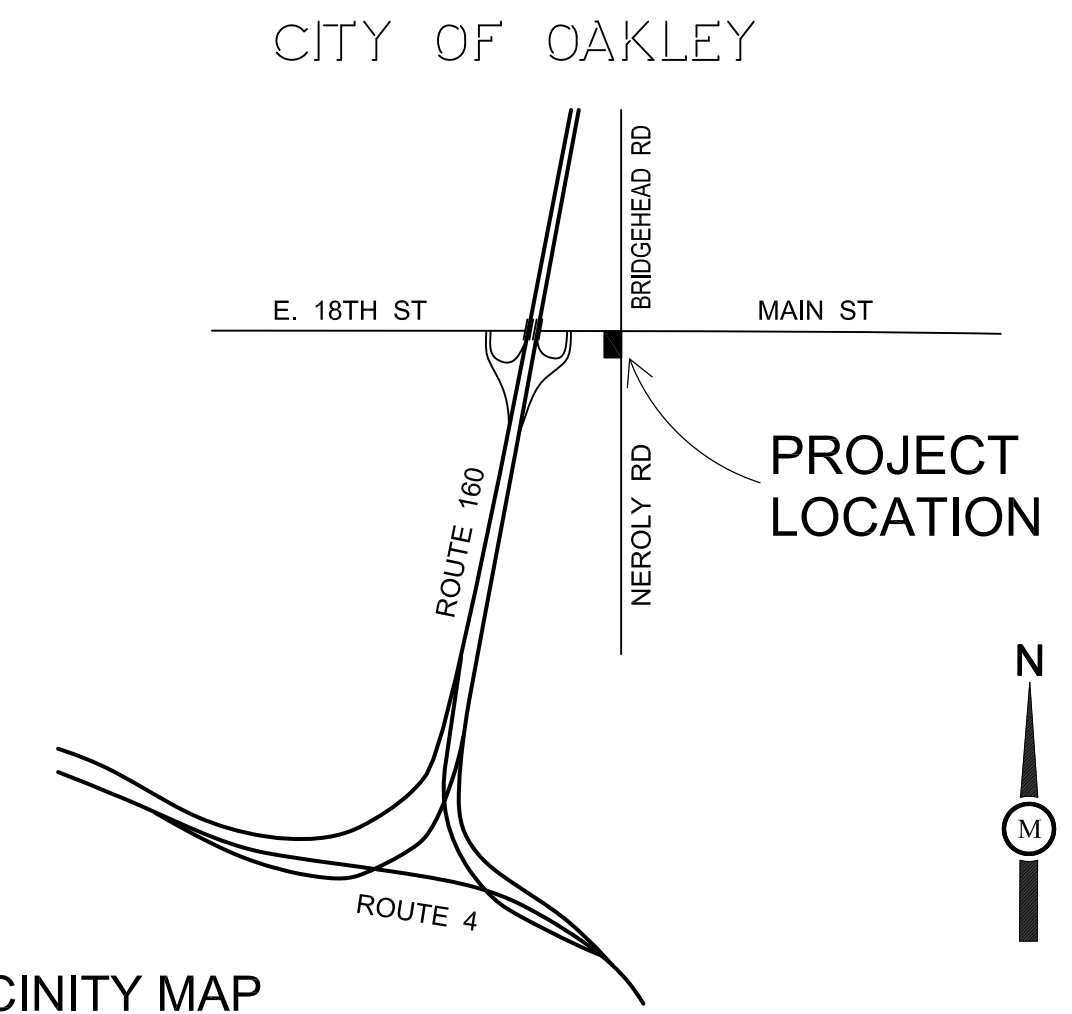 CITY OF OAKLEY
BRIDGEHEAD RD
E. 18TH ST
MAIN ST
PROJECT
LOCATION
ROUTE 160
NEROLY RD
N
M
ROUTE 4
CINITY MAP